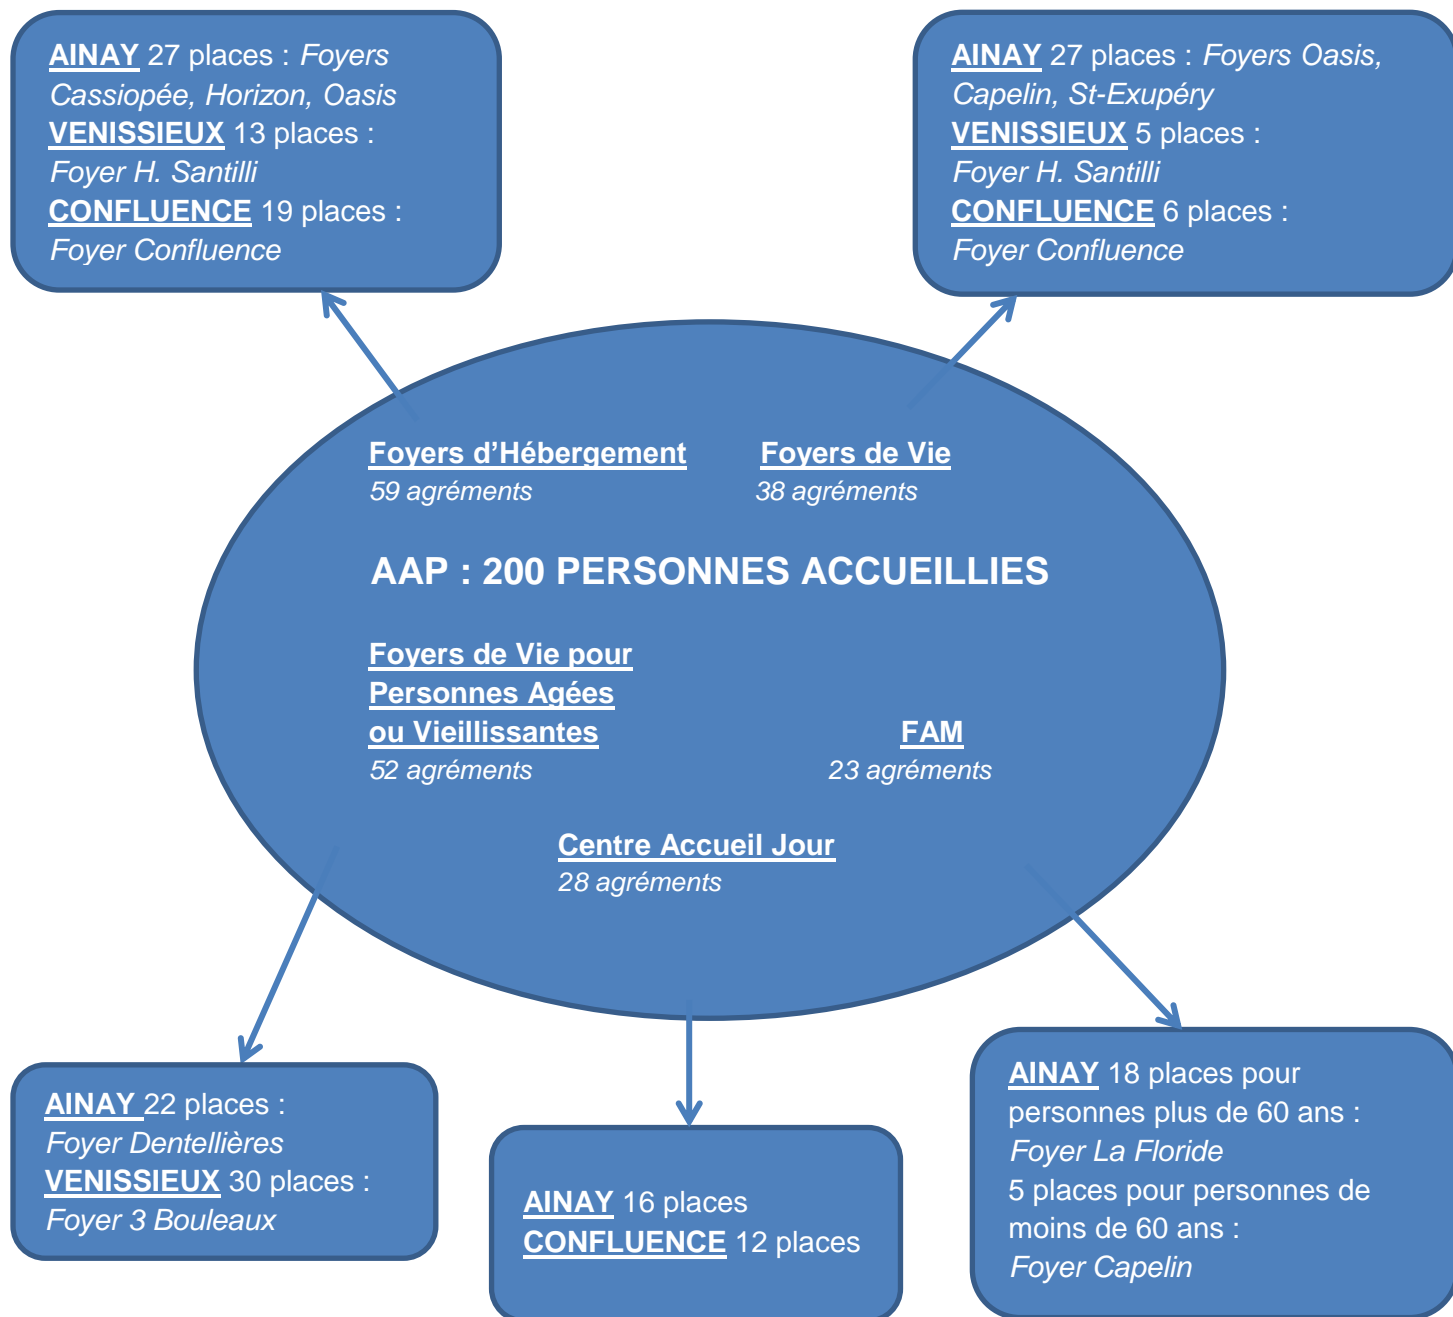 AINAY 27 places : Foyers
Cassiopée, Horizon, Oasis
VENISSIEUX 13 places :
Foyer H. Santilli
CONFLUENCE 19 places :
Foyer Confluence
AINAY 27 places : Foyers Oasis,
Capelin, St-Exupéry
VENISSIEUX 5 places :
Foyer H. Santilli
CONFLUENCE 6 places :
Foyer Confluence
Foyers d’Hébergement
59 agréments
Foyers de Vie
38 agréments
AAP : 200 PERSONNES ACCUEILLIES
Foyers de Vie pour
Personnes Agées
ou Vieillissantes
52 agréments
FAM
23 agréments
Centre Accueil Jour
28 agréments
AINAY 22 places :
Foyer Dentellières
VENISSIEUX 30 places :
Foyer 3 Bouleaux
AINAY 16 places
CONFLUENCE 12 places
AINAY 18 places pour
personnes plus de 60 ans :
Foyer La Floride
5 places pour personnes de
moins de 60 ans :
Foyer Capelin